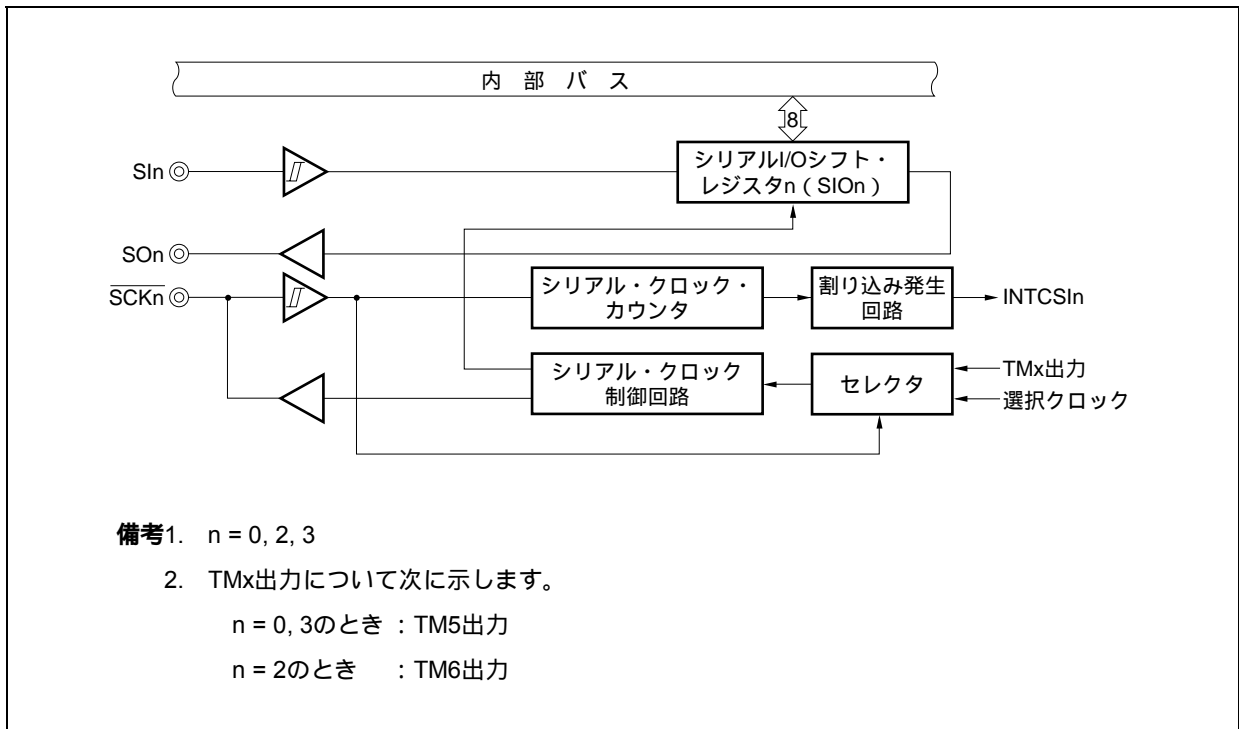 内 部 バ ス
8
SIn
シリアルI/Oシフト・
レジスタn（SIOn）
SOn
SCKn
シリアル・クロック・
カウンタ
割り込み発生
回路
INTCSIn
シリアル・クロック
制御回路
セレクタ
TMx出力
選択クロック
備考1. n = 0, 2, 3
2. TMx出力について次に示します。
n = 0, 3のとき：TM5出力
n = 2のとき ：TM6出力